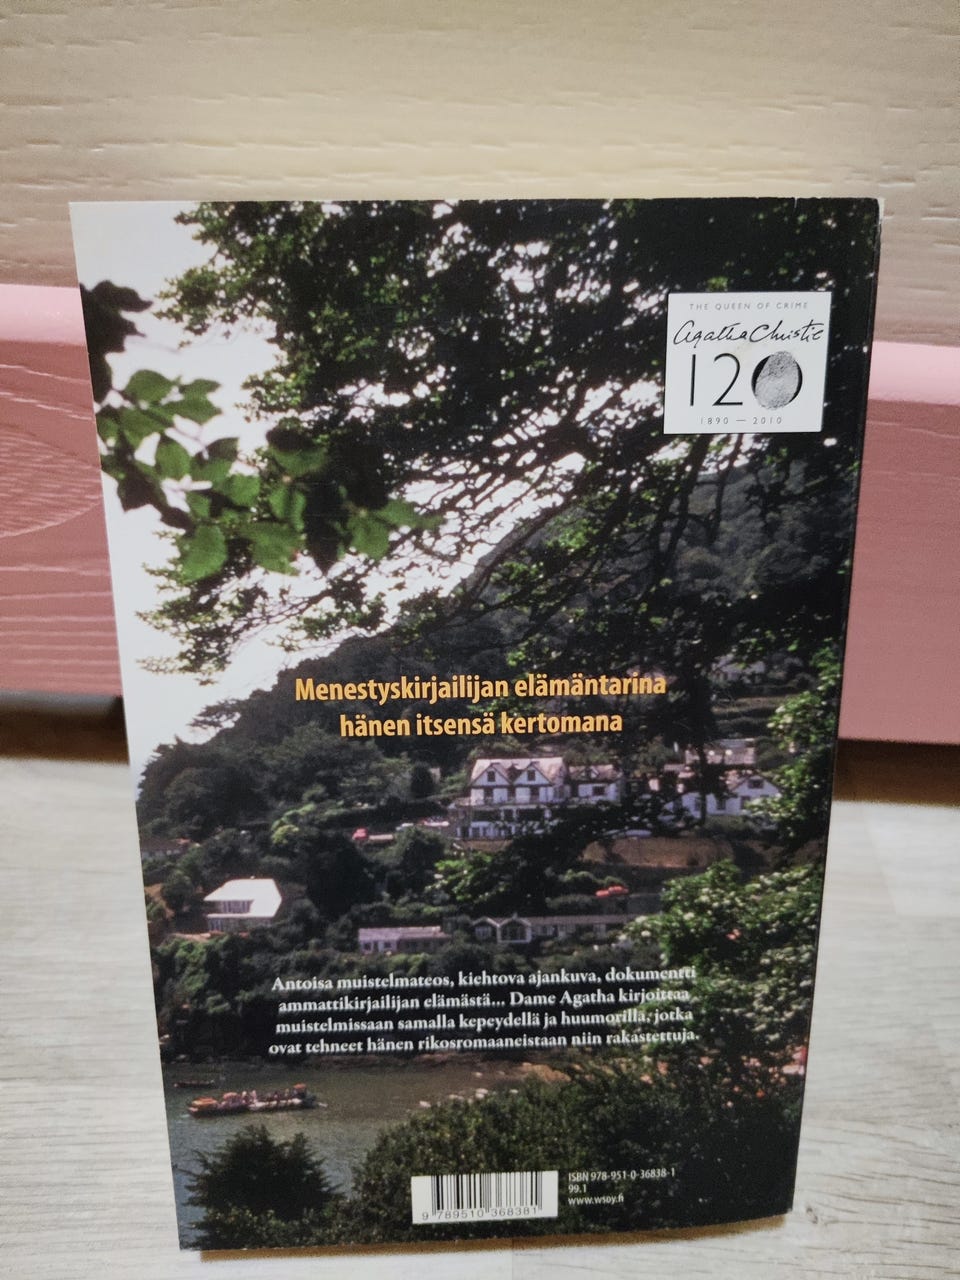 THE QUEEN OF CRIME
Agatha Christie
120
1890 — 2010
Menestyskirjailijan elämäntarina
hänen itsensä kertomana
Antoisa muistelmateos, kiehtova ajankuva, dokumentti
ammattikirjailijan elämästä... Dame Agatha kirjoittaa
muistelmissaan samalla kepeydellä ja huumorilla, jotka
ovat tehneet hänen rikosromaaneistaan niin rakastettuja.
ISBN 978-951-0-36838-1
99.1
www.wsoy.fi
9 789510 368381